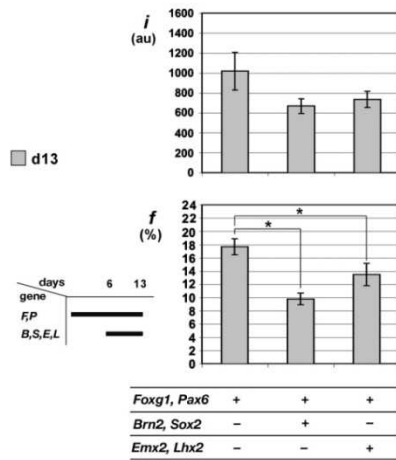 i
(au)
1600
1400
1200
1000
800
600
400
200
0
d13
f
(%)
24
22
20
18
16
14
12
10
8
6
4
2
0
*
*
days 6 13
gene
F,P
B,S,E,L
Foxg1, Pax6 + + +
Brn2, Sox2 – + –
Emx2, Lhx2 – – +